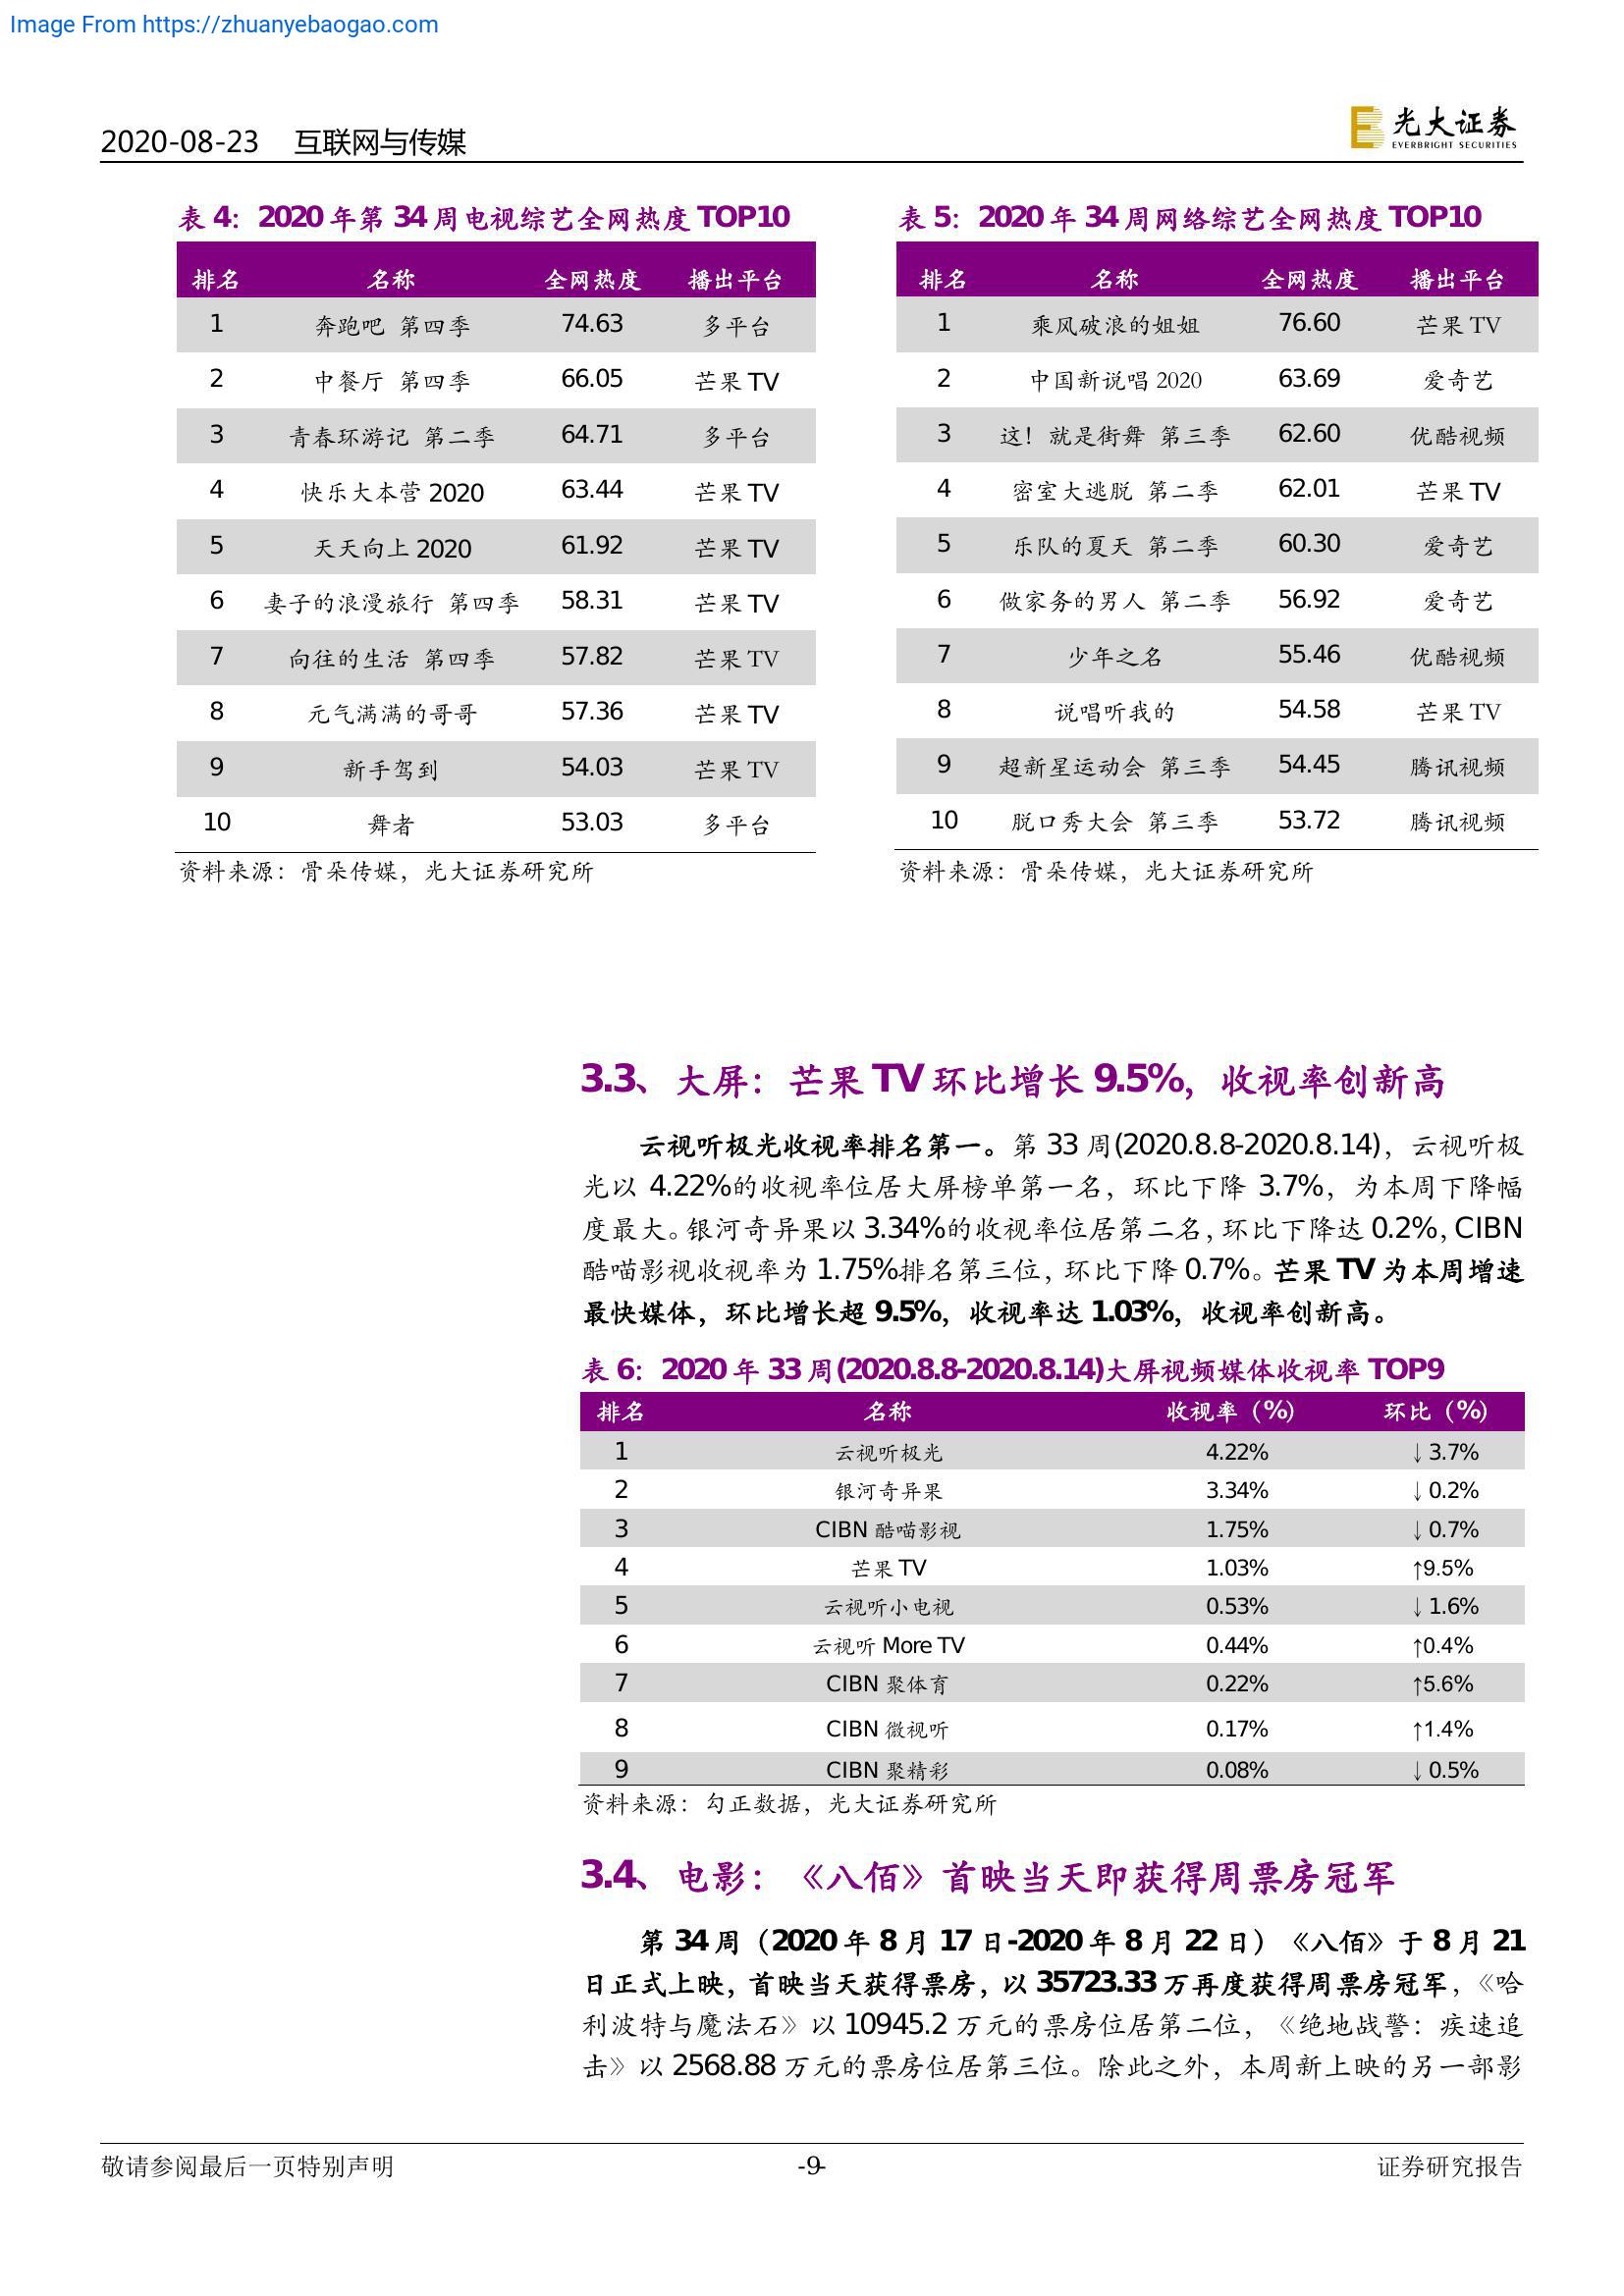 Image From https://zhuanyebaogao.com
2020-08-23 互联网与传媒
光大证券
EVERBRIGHT SECURITIES
表 4：2020 年第 34 周电视综艺全网热度 TOP10
排名 名称 全网热度 播出平台
1 奔跑吧 第四季 74.63 多平台
2 中餐厅 第四季 66.05 芒果 TV
3 青春环游记 第二季 64.71 多平台
4 快乐大本营 2020 63.44 芒果 TV
5 天天向上 2020 61.92 芒果 TV
6 妻子的浪漫旅行 第四季 58.31 芒果 TV
7 向往的生活 第四季 57.82 芒果 TV
8 元气满满的哥哥 57.36 芒果 TV
9 新手驾到 54.03 芒果 TV
10 舞者 53.03 多平台
资料来源：骨朵传媒，光大证券研究所
表 5：2020 年 34 周网络综艺全网热度 TOP10
排名 名称 全网热度 播出平台
1 乘风破浪的姐姐 76.60 芒果 TV
2 中国新说唱 2020 63.69 爱奇艺
3 这！就是街舞 第三季 62.60 优酷视频
4 密室大逃脱 第二季 62.01 芒果 TV
5 乐队的夏天 第二季 60.30 爱奇艺
6 做家务的男人 第二季 56.92 爱奇艺
7 少年之名 55.46 优酷视频
8 说唱听我的 54.58 芒果 TV
9 超新星运动会 第三季 54.45 腾讯视频
10 脱口秀大会 第三季 53.72 腾讯视频
资料来源：骨朵传媒，光大证券研究所
3.3、大屏：芒果 TV 环比增长 9.5%，收视率创新高
云视听极光收视率排名第一。第 33 周(2020.8.8-2020.8.14)，云视听极
光以 4.22%的收视率位居大屏榜单第一名，环比下降 3.7%，为本周下降幅
度最大。银河奇异果以 3.34%的收视率位居第二名，环比下降达 0.2%，CIBN
酷喵影视收视率为 1.75%排名第三位，环比下降 0.7%。芒果 TV 为本周增速
最快媒体，环比增长超 9.5%，收视率达 1.03%，收视率创新高。
表 6：2020 年 33 周(2020.8.8-2020.8.14)大屏视频媒体收视率 TOP9
排名 名称 收视率（%） 环比（%）
1 云视听极光 4.22% ↓3.7%
2 银河奇异果 3.34% ↓0.2%
3 CIBN 酷喵影视 1.75% ↓0.7%
4 芒果 TV 1.03% ↑9.5%
5 云视听小电视 0.53% ↓1.6%
6 云视听 More TV 0.44% ↑0.4%
7 CIBN 聚体育 0.22% ↑5.6%
8 CIBN 微视听 0.17% ↑1.4%
9 CIBN 聚精彩 0.08% ↓0.5%
资料来源：勾正数据，光大证券研究所
3.4、电影：《八佰》首映当天即获得周票房冠军
第 34 周（2020 年 8 月 17 日-2020 年 8 月 22 日）《八佰》于 8 月 21
日正式上映，首映当天获得票房，以 35723.33 万再度获得周票房冠军，《哈
利波特与魔法石》以 10945.2 万元的票房位居第二位，《绝地战警：疾速追
击》以 2568.88 万元的票房位居第三位。除此之外，本周新上映的另一部影
敬请参阅最后一页特别声明 -9- 证券研究报告